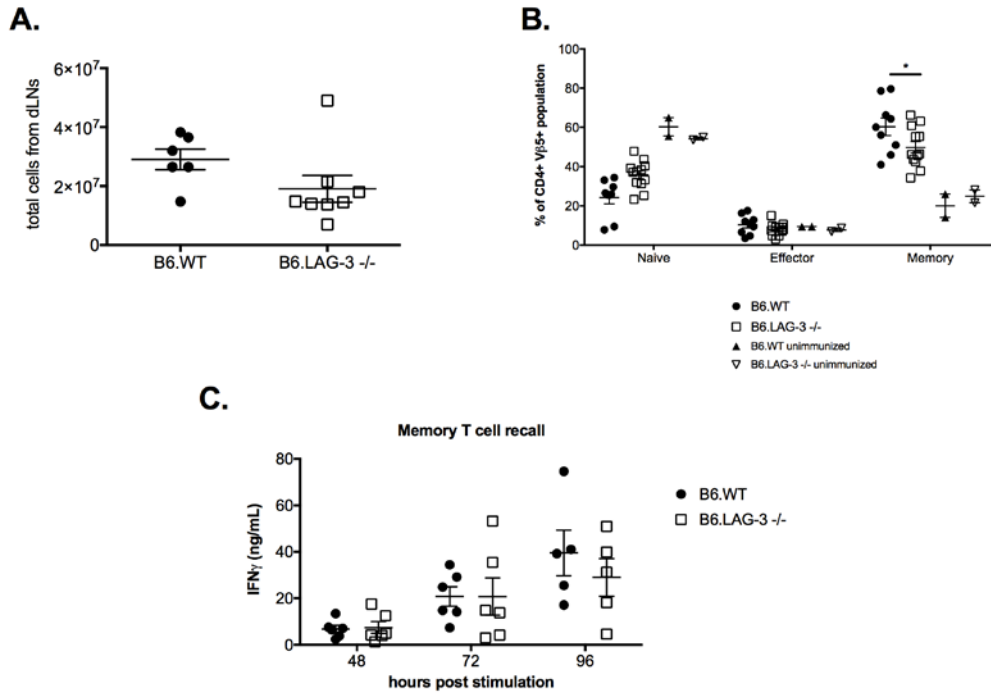 A.
total cells from dLNs
6×10⁷
4×10⁷
2×10⁷
0
B6.WT
B6.LAG-3 -/-
B.
% of CD4+ Vβ5+ population
100
80
60
40
20
0
*
Naive
Effector
Memory
B6.WT
B6.LAG-3 -/-
B6.WT unimmunized
B6.LAG-3 -/- unimmunized
C.
Memory T cell recall
IFNγ (ng/mL)
80
60
40
20
0
48
72
96
hours post stimulation
B6.WT
B6.LAG-3 -/-